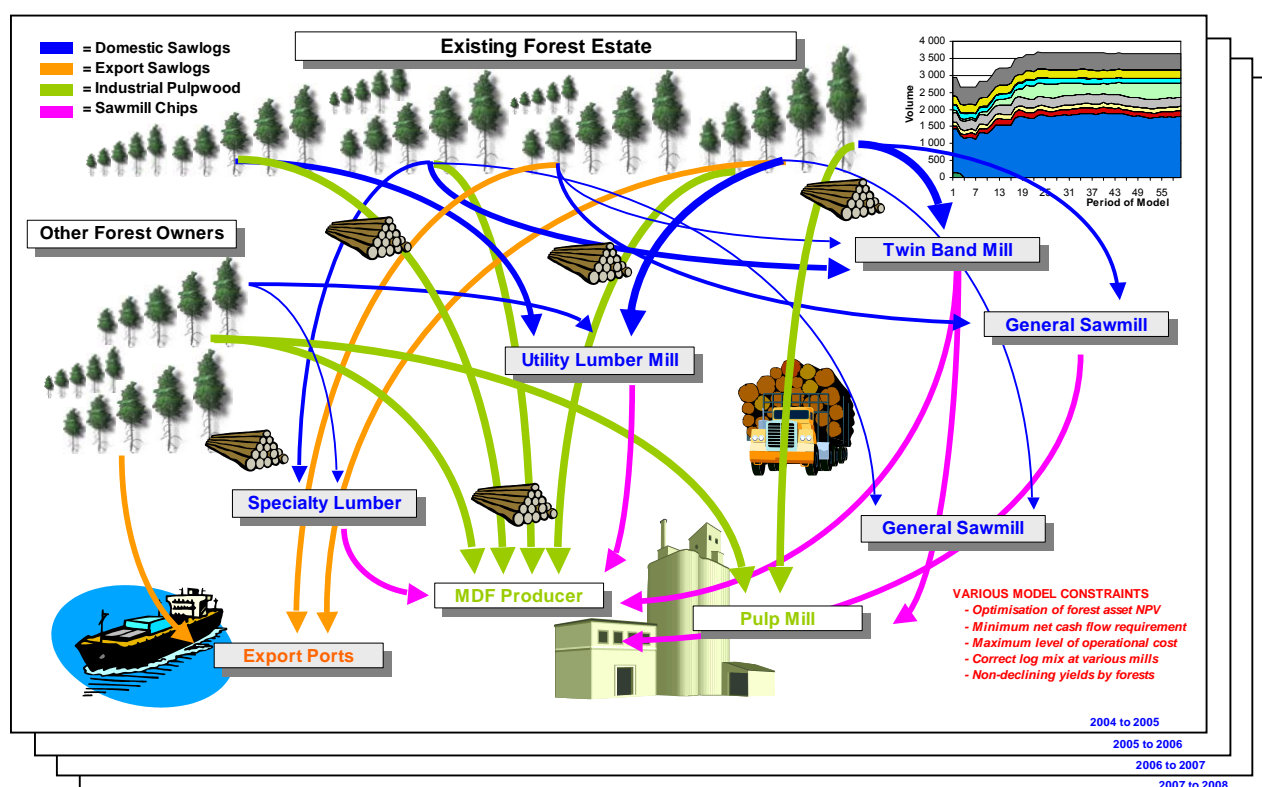 Existing Forest Estate
= Domestic Sawlogs
= Export Sawlogs
= Industrial Pulpwood
= Sawmill Chips
Volume
4 000
3 500
3 000
2 500
2 000
1 500
1 000
500
0
1 7 13 19 25 31 37 43 49 55
Period of Model
Other Forest Owners
Twin Band Mill
General Sawmill
Utility Lumber Mill
Specialty Lumber
General Sawmill
MDF Producer
Pulp Mill
Export Ports
VARIOUS MODEL CONSTRAINTS
- Optimisation of forest asset NPV
- Minimum net cash flow requirement
- Maximum level of operational cost
- Correct log mix at various mills
- Non-declining yields by forests
2004 to 2005
2005 to 2006
2006 to 2007
2007 to 2008